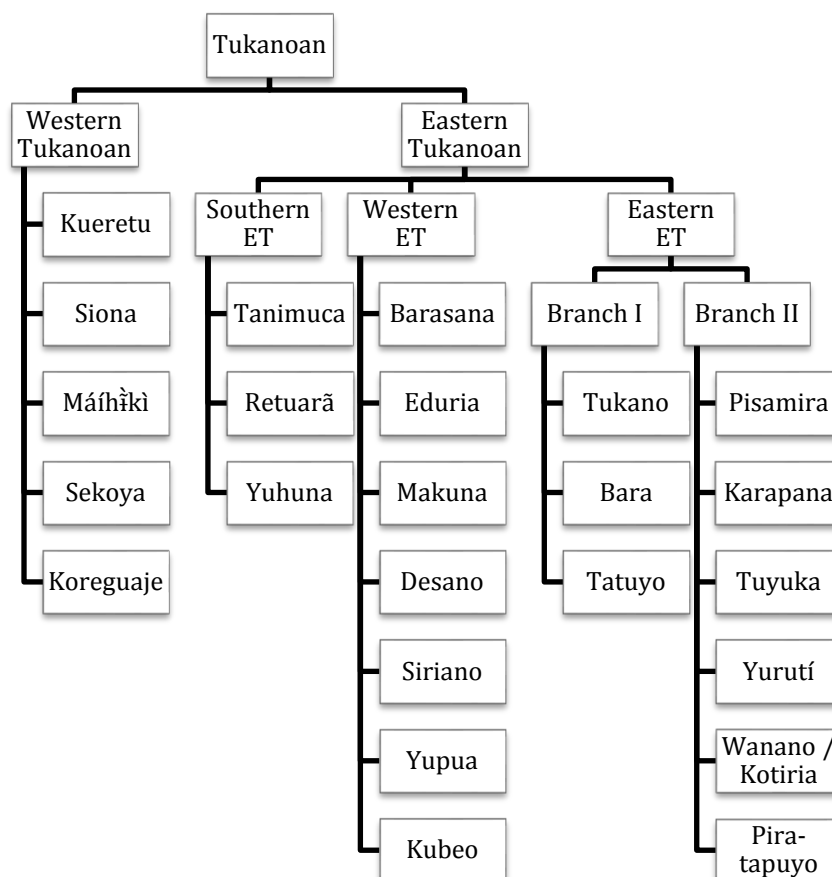 Tukanoan
Western
Tukanoan
Eastern
Tukanoan
Southern
ET
Western
ET
Eastern
ET
Kueretu
Siona
Máíhɨ̃̀kì
Sekoya
Koreguaje
Tanimuca
Retuarã
Yuhuna
Barasana
Eduria
Makuna
Desano
Siriano
Yupua
Kubeo
Branch I
Branch II
Tukano
Bara
Tatuyo
Pisamira
Karapana
Tuyuka
Yurutí
Wanano /
Kotiria
Pira-
tapuyo